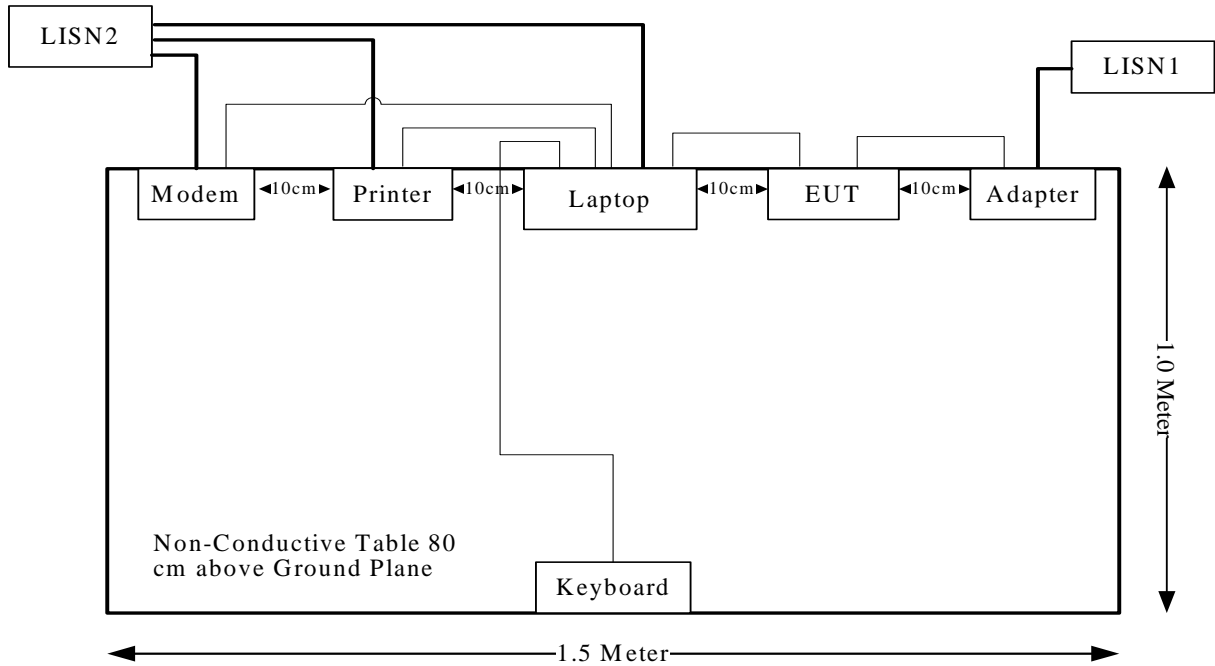 LISN2
LISN1
Modem
10cm
Printer
10cm
Laptop
10cm
EUT
10cm
Adapter
1.0 Meter
Non-Conductive Table 80
cm above Ground Plane
Keyboard
1.5 Meter